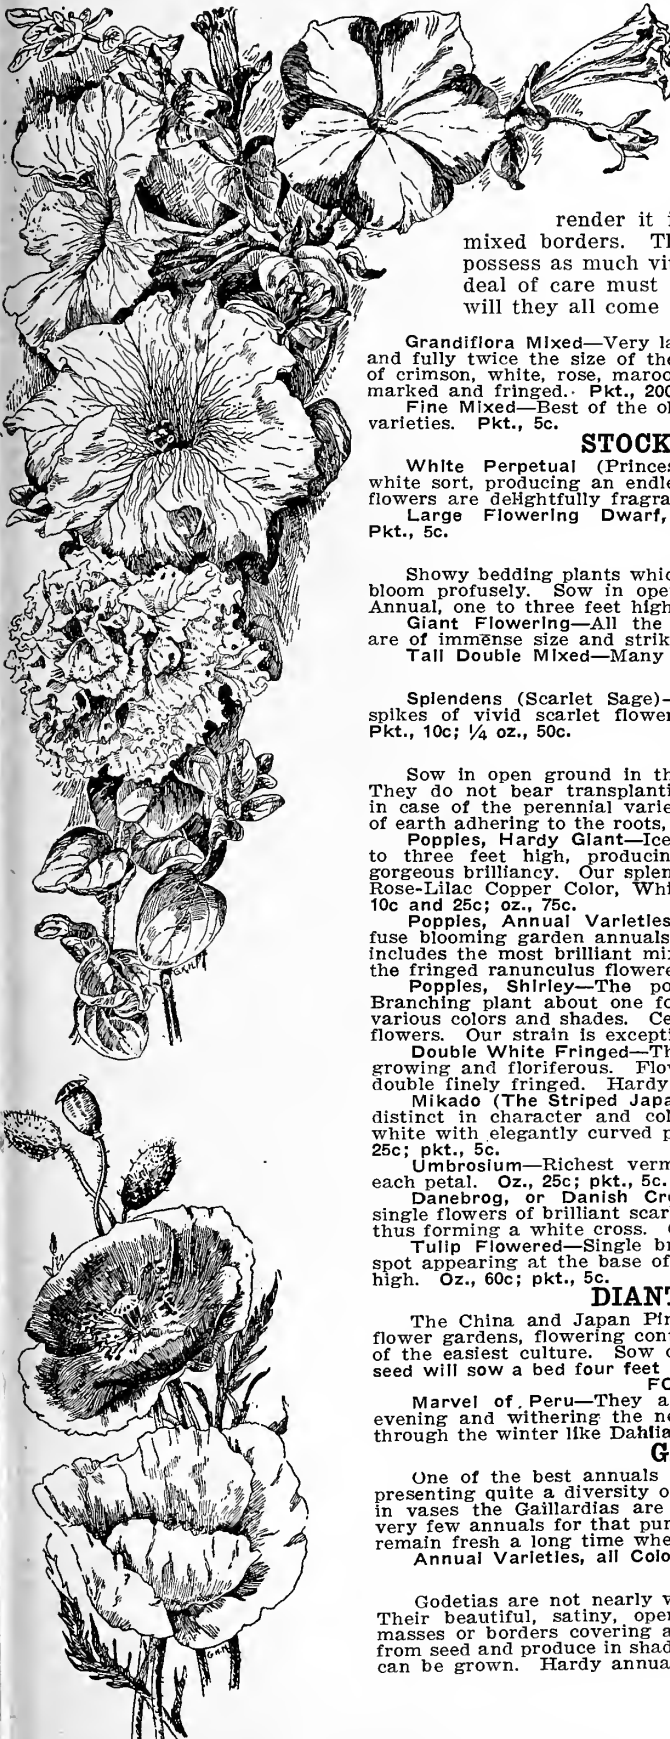 render it i
mixed borders. Th
possess as much vi
deal of care must
will they all come
Grandiflora Mixed—Very la
and fully twice the size of the
of crimson, white, rose, maroo
marked and fringed. Pkt., 200
Fine Mixed—Best of the ol
varieties. Pkt., 5c.
STOCK
White Perpetual (Princes
white sort, producing an endle
flowers are delightfully fragra
Large Flowering Dwarf,
Pkt., 5c.
Showy bedding plants whic
bloom profusely. Sow in ope
Annual, one to three feet high
Giant Flowering—All the
are of immense size and strik
Tall Double Mixed—Many
Splendens (Scarlet Sage)—
spikes of vivid scarlet flower
Pkt., 10c; ¼ oz., 50c.
Sow in open ground in th
They do not bear transplanti
in case of the perennial varie
of earth adhering to the roots,
Poppies, Hardy Giant—Ice
to three feet high, producin
gorgeous brilliancy. Our splen
Rose-Lilac Copper Color, Whi
10c and 25c; oz., 75c.
Poppies, Annual Varieties
fuse blooming garden annuals
includes the most brilliant mi
the fringed ranunculus flowere
Poppies, Shirley—The po
Branching plant about one fo
various colors and shades. Ce
flowers. Our strain is excepti
Double White Fringed—Th
growing and floriferous. Flo
double finely fringed. Hardy
Mikado (The Striped Japa
distinct in character and col
white with elegantly curved p
25c; pkt., 5c.
Umbrosium—Richest verm
each petal. Oz., 25c; pkt., 5c.
Danebrog, or Danish Cr
single flowers of brilliant scar
thus forming a white cross.
Tulip Flowered—Single br
spot appearing at the base of
high. Oz., 60c; pkt., 5c.
DIANT
The China and Japan Pin
flower gardens, flowering con
of the easiest culture. Sow
seed will sow a bed four feet
FO
Marvel of Peru—They a
evening and withering the ne
through the winter like Dahlia
G
One of the best annuals
presenting quite a diversity o
in vases the Gaillardias are
very few annuals for that pur
remain fresh a long time whe
Annual Varieties, all Colo
Godetias are not nearly
Their beautiful, satiny, ope
masses or borders covering a
from seed and produce in shad
can be grown. Hardy annua